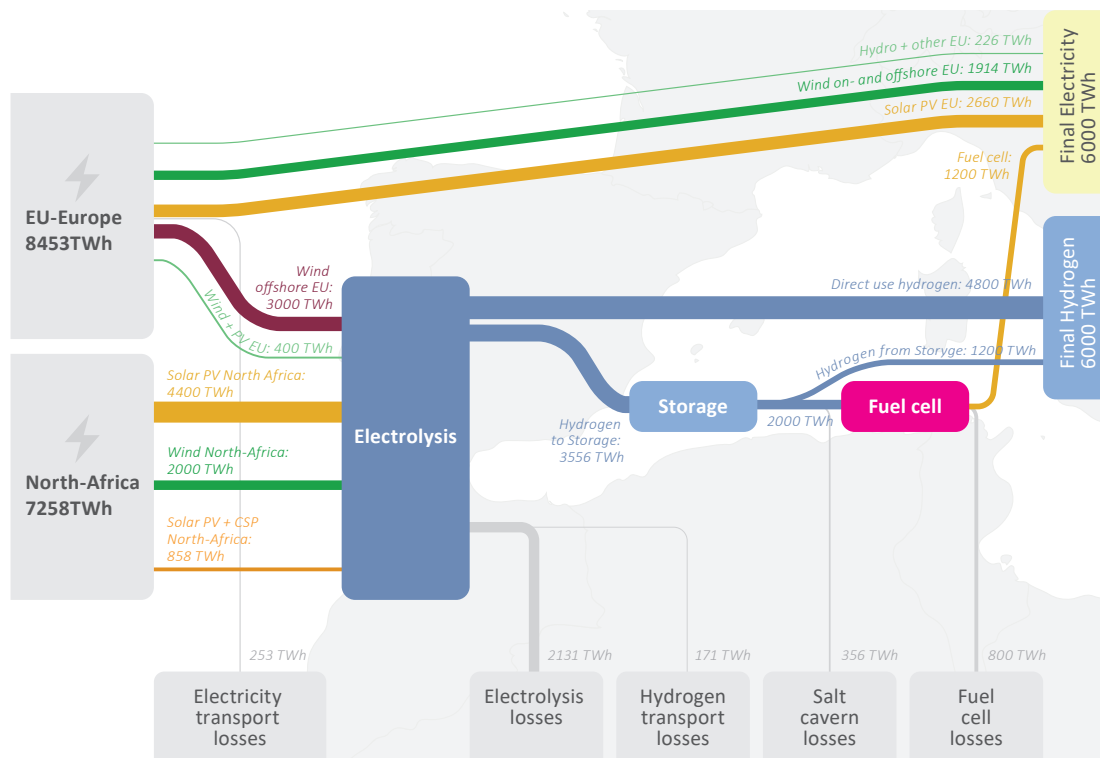 Hydro + other EU: 226 TWh
Wind on- and offshore EU: 1914 TWh
Solar PV EU: 2660 TWh
Final Electricity
6000 TWh
Fuel cell:
1200 TWh
EU-Europe
8453TWh
Wind
offshore EU:
3000 TWh
Wind + PV EU: 400 TWh
Direct use hydrogen: 4800 TWh
Final Hydrogen
6000 TWh
Hydrogen from Storyge: 1200 TWh
Solar PV North Africa:
4400 TWh
Electrolysis
Storage
Fuel cell
2000 TWh
Hydrogen
to Storage:
3556 TWh
North-Africa
7258TWh
Wind North-Africa:
2000 TWh
Solar PV + CSP
North-Africa:
858 TWh
253 TWh
2131 TWh
171 TWh
356 TWh
800 TWh
Electricity
transport
losses
Electrolysis
losses
Hydrogen
transport
losses
Salt
cavern
losses
Fuel
cell
losses